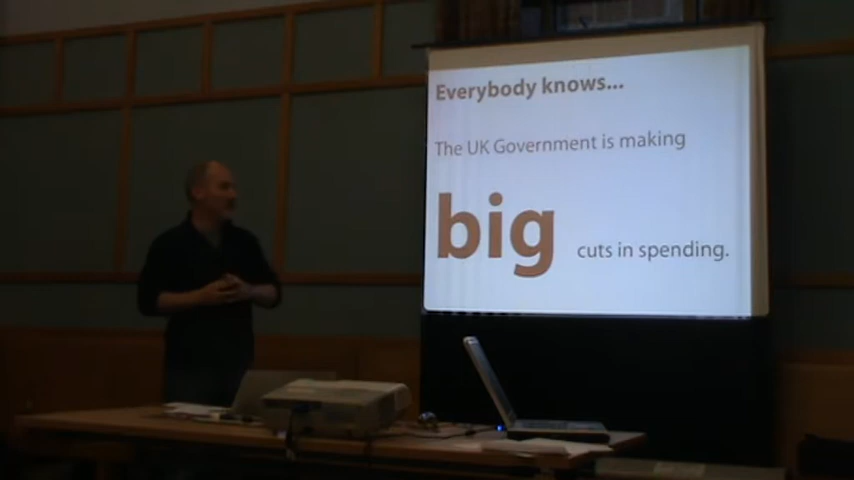 Everybody knows...
The UK Government is making
big cuts in spending.